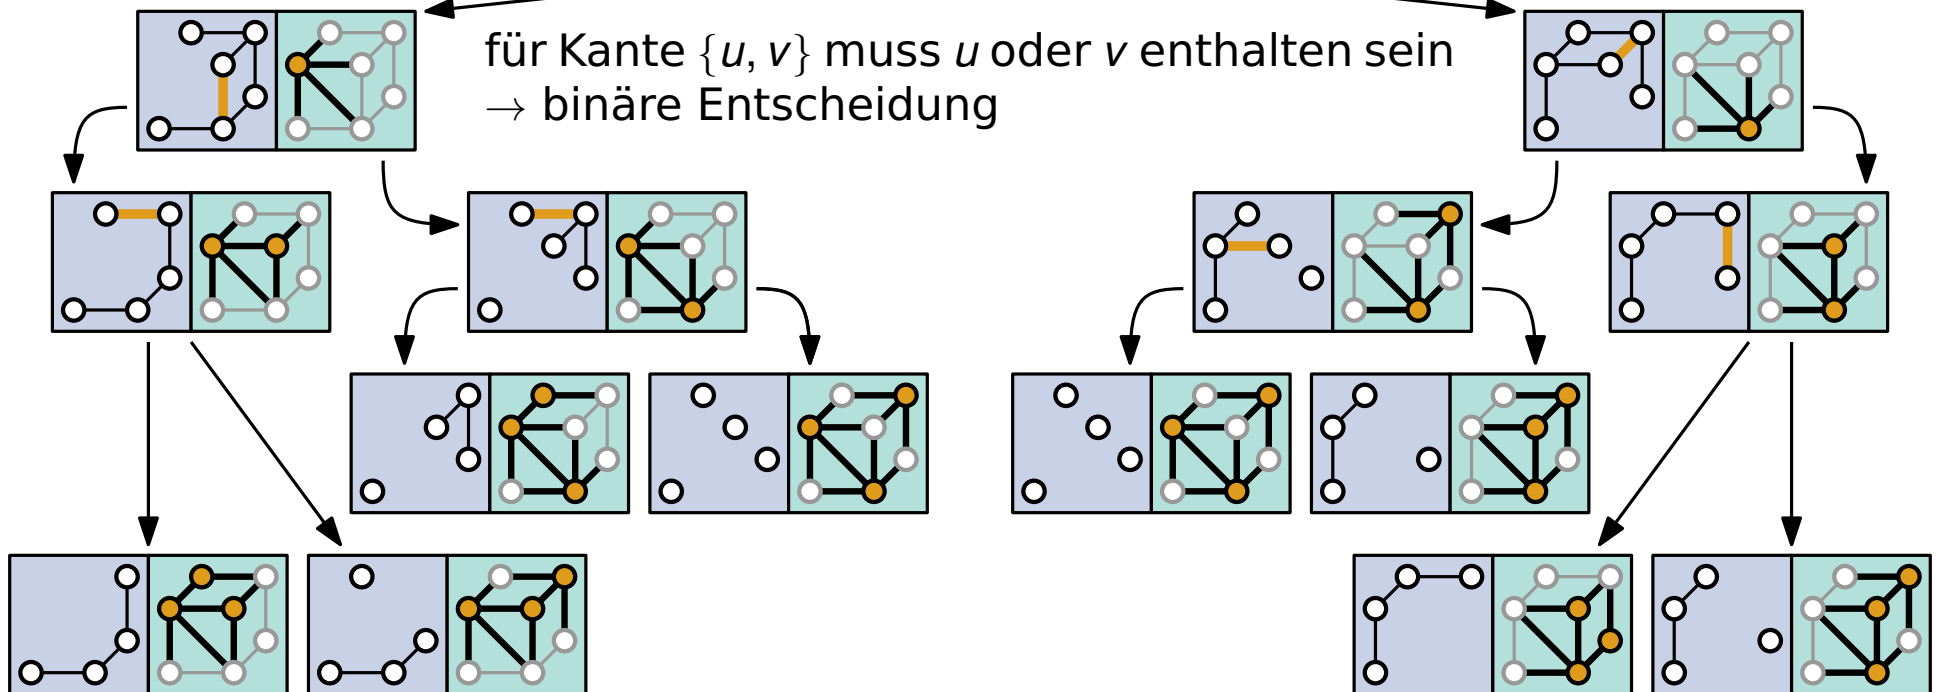 für Kante {u, v} muss u oder v enthalten sein
→ binäre Entscheidung